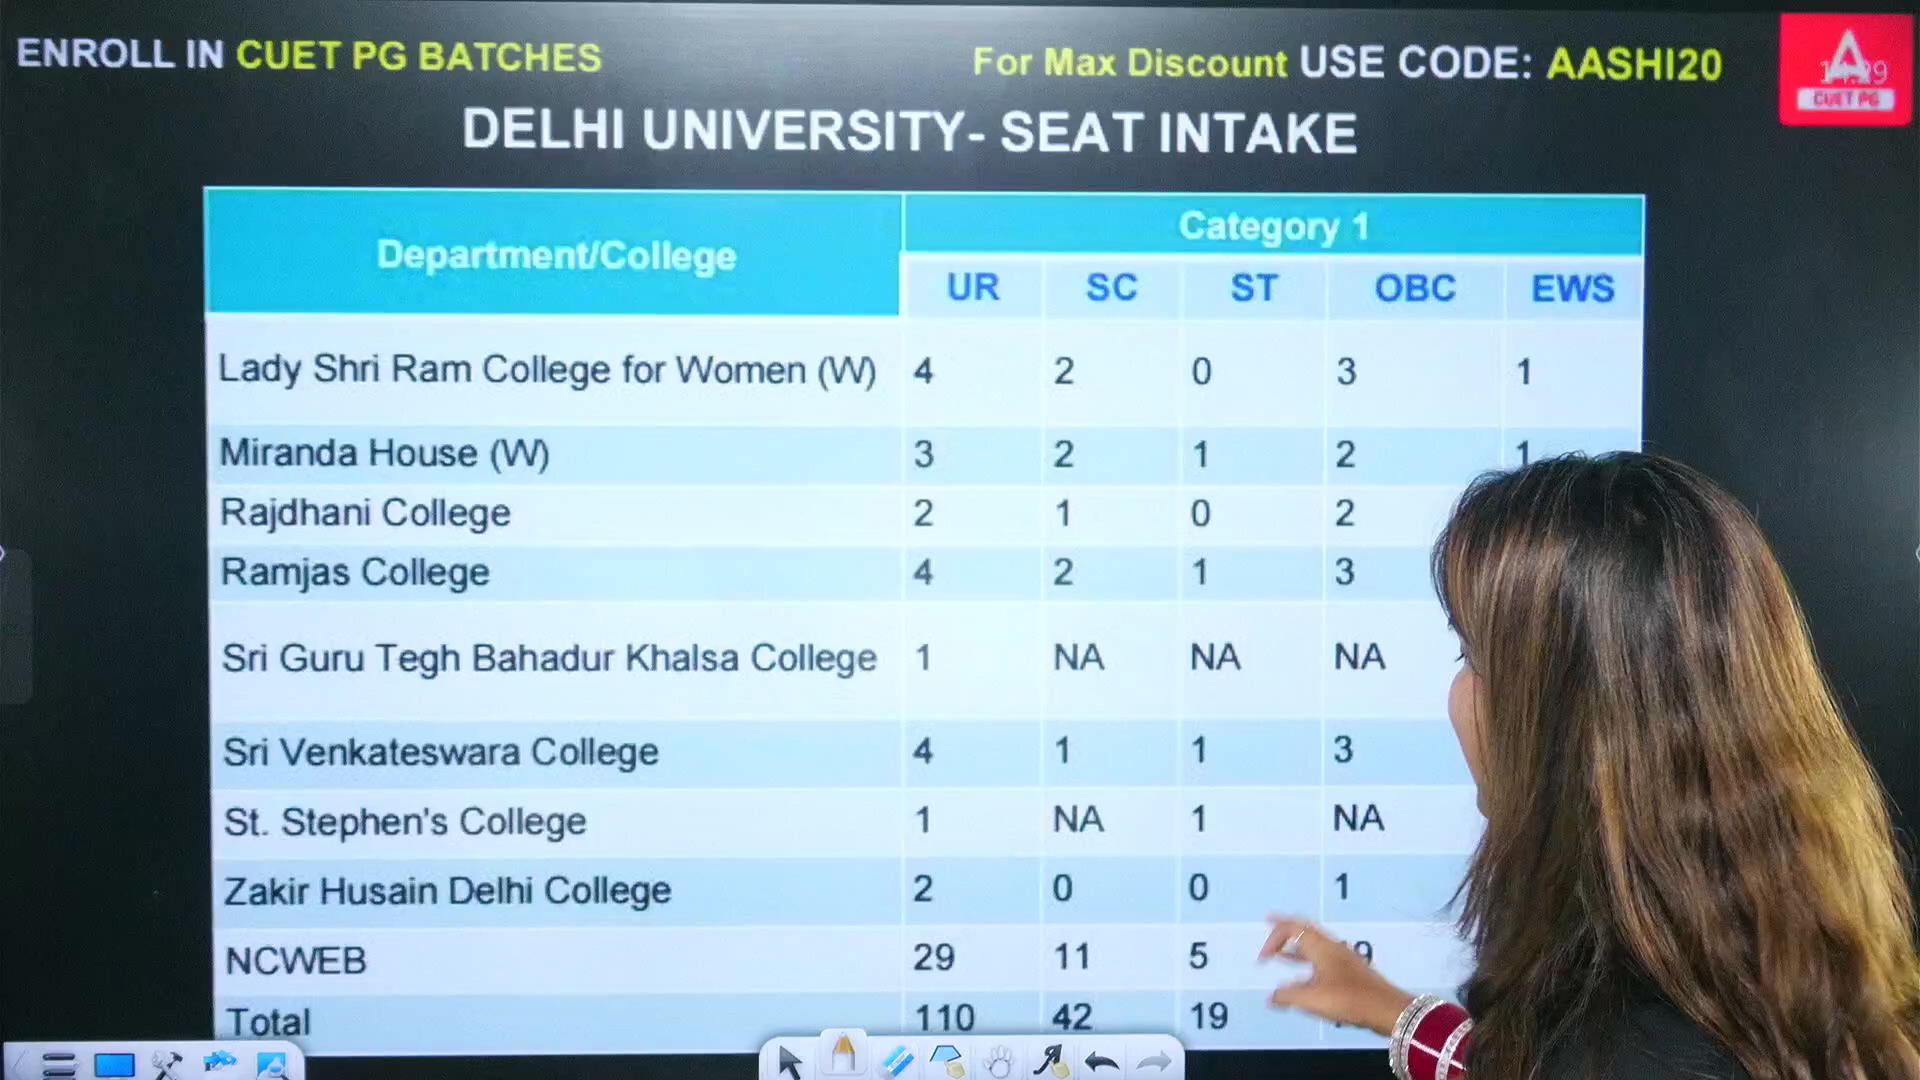 ENROLL IN CUET PG BATCHES For Max Discount USE CODE: AASHI20
CUET PG
DELHI UNIVERSITY- SEAT INTAKE
Department/College Category 1
UR SC ST OBC EWS
Lady Shri Ram College for Women (W) 4 2 0 3 1
Miranda House (W) 3 2 1 2 1
Rajdhani College 2 1 0 2
Ramjas College 4 2 1 3
Sri Guru Tegh Bahadur Khalsa College 1 NA NA NA
Sri Venkateswara College 4 1 1 3
St. Stephen's College 1 NA 1 NA
Zakir Husain Delhi College 2 0 0 1
NCWEB 29 11 5
Total 110 42 19